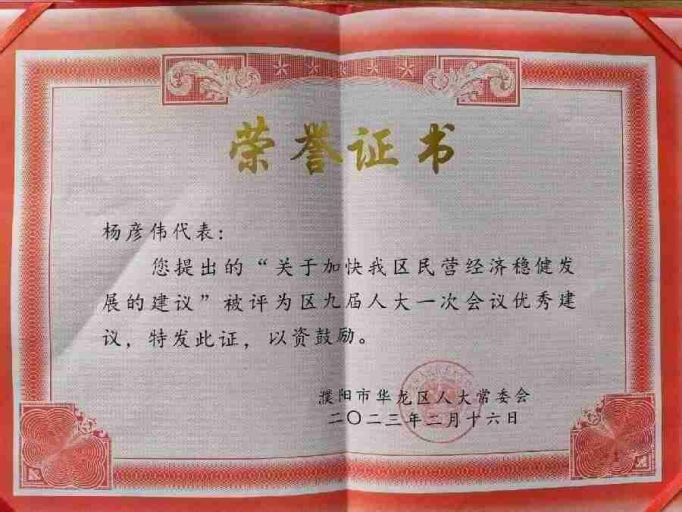 荣誉证书
杨彦伟代表：
您提出的“关于加快我区民营经济稳健发
展的建议”被评为区九届人大一次会议优秀建
议，特发此证，以资鼓励。
濮阳市华龙区人大常委会
二〇二三年二月十六日